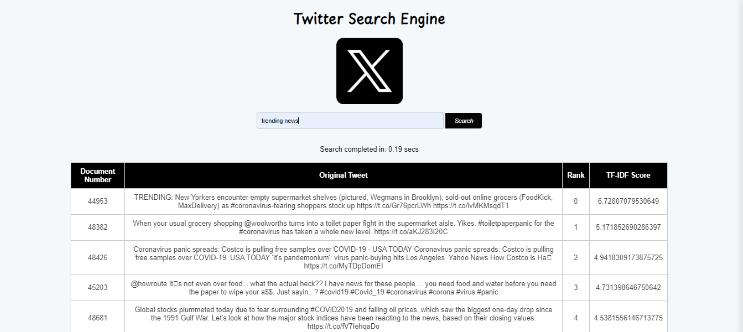 Twitter Search Engine
trending news
Search
Search completed in: 0.19 secs
Document Number Original Tweet Rank TF-IDF Score
44953 TRENDING: New Yorkers encounter empty supermarket shelves (pictured, Wegmans in Brooklyn), sold-out online grocers (FoodKick, 0 6.72807079530649
MaxDelivery) as #coronavirus-fearing shoppers stock up https://t.co/Gr76pcrLWh https://t.co/ivMKMsqdT1
48382 When your usual grocery shopping @woolworths turns into a toilet paper fight in the supermarket aisle. Yikes. #toiletpaperpanic for the 1 5.171852690286397
#coronavirus has taken a whole new level. https://t.co/aKJ283i20C
Coronavirus panic spreads: Costco is pulling free samples over COVID-19 - USA TODAY Coronavirus panic spreads: Costco is pulling
48426 free samples over COVID-19 USA TODAY 'It's pandemonium': virus panic-buying hits Los Angeles Yahoo News How Costco Is Ha 2 4.9418309173875725
https://t.co/MyTDpDomEl
45203 @howroute It s not even over food... what the actual heck?? I have news for these people.... you need food and water before you need 3 4.731398646750642
the paper to wipe your a$$. Just sayin.. ? #covid19 #Covid_19 #coronavirus #corona #virus #panic
Global stocks plummeted today due to fear surrounding #COVID2019 and falling oil prices, which saw the biggest one-day drop since
48681 the 1991 Gulf War. Let's look at how the major stock indices have been reacting to the news, based on their closing values. 4 4.5381556146713775
https://t.co/fV7lehqaDo